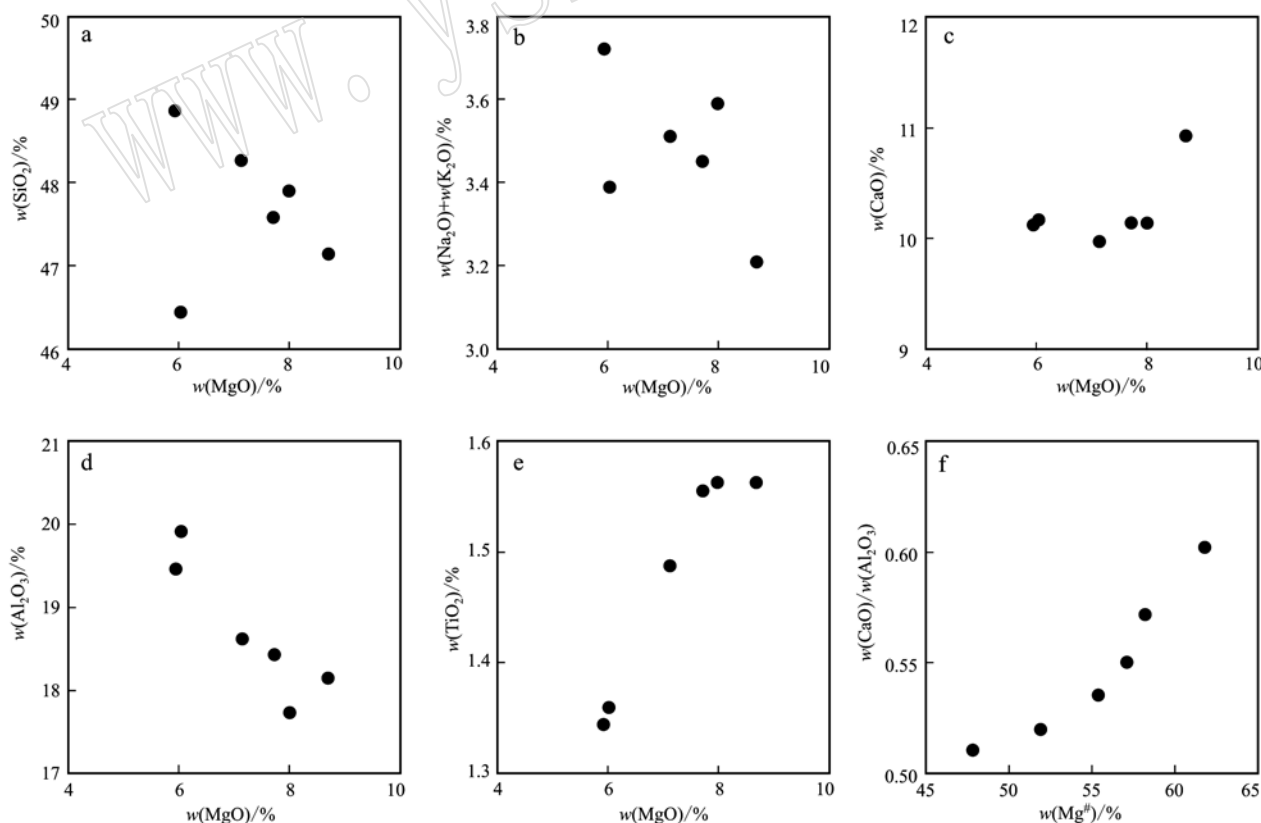 www. ys
a
50
49
48
47
46
w(SiO₂)/%
4 6 8 10
w(MgO)/%
b
3.8
3.6
3.4
3.2
3.0
w(Na₂O)+w(K₂O)/%
4 6 8 10
w(MgO)/%
c
12
11
10
9
w(CaO)/%
4 6 8 10
w(MgO)/%
d
21
20
19
18
17
w(Al₂O₃)/%
4 6 8 10
w(MgO)/%
e
1.6
1.5
1.4
1.3
w(TiO₂)/%
4 6 8 10
w(MgO)/%
f
0.65
0.60
0.55
0.50
w(CaO)/w(Al₂O₃)
45 50 55 60 65
w(Mg#)/%